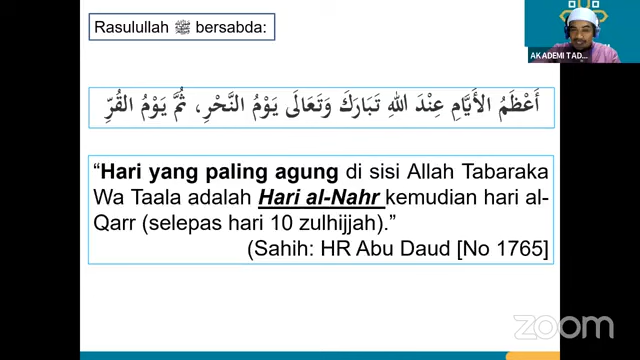 Rasulullah ﷺ bersabda:
AKADEMI TAD...
أَعْظَمُ الأَيَّامِ عِنْدَ اللهِ تَبَارَكَ وَتَعَالَى يَوْمُ النَّحْرِ، ثُمَّ يَوْمُ القُرِّ
“Hari yang paling agung di sisi Allah Tabaraka
Wa Taala adalah Hari al-Nahr kemudian hari al-
Qarr (selepas hari 10 zulhijjah).”
(Sahih: HR Abu Daud [No 1765]
zoom